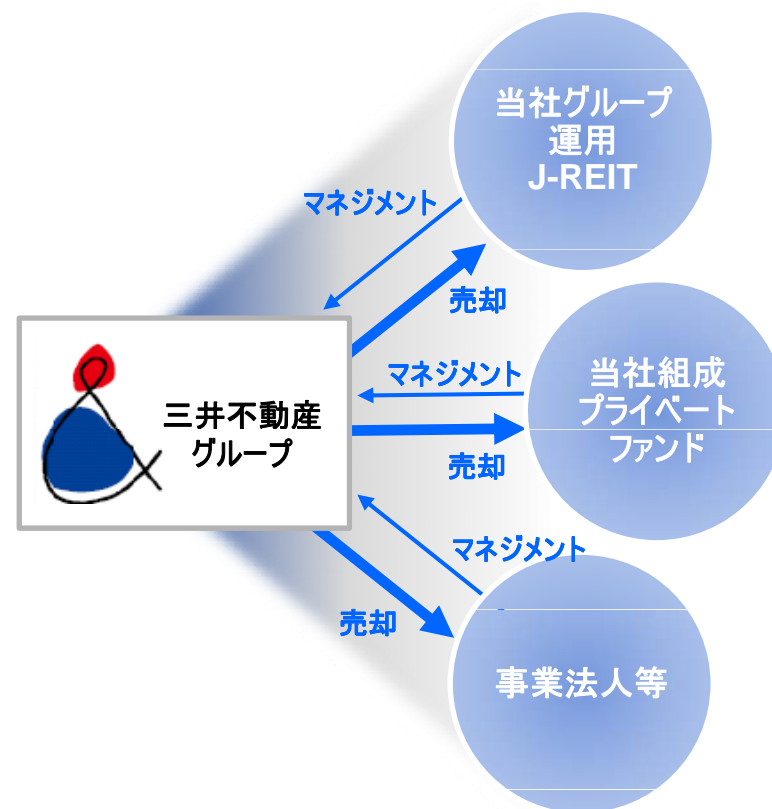 当社グループ
運用
J-REIT
マネジメント
売却
三井不動産
グループ
マネジメント
売却
当社組成
プライベート
ファンド
マネジメント
売却
事業法人等